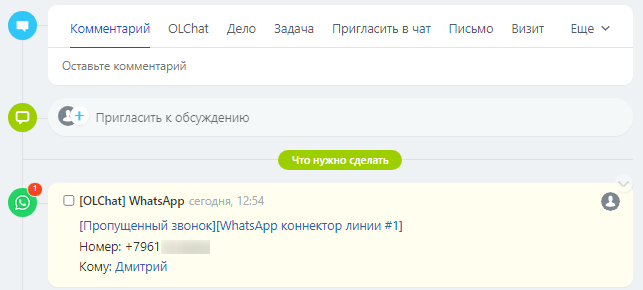 Комментарий OLChat Дело Задача Пригласить в чат Письмо Визит Еще
Оставьте комментарий
Пригласить к обсуждению
Что нужно сделать
1
[OLChat] WhatsApp сегодня, 12:54
[Пропущенный звонок][WhatsApp коннектор линии #1]
Номер: +7961
Кому: Дмитрий